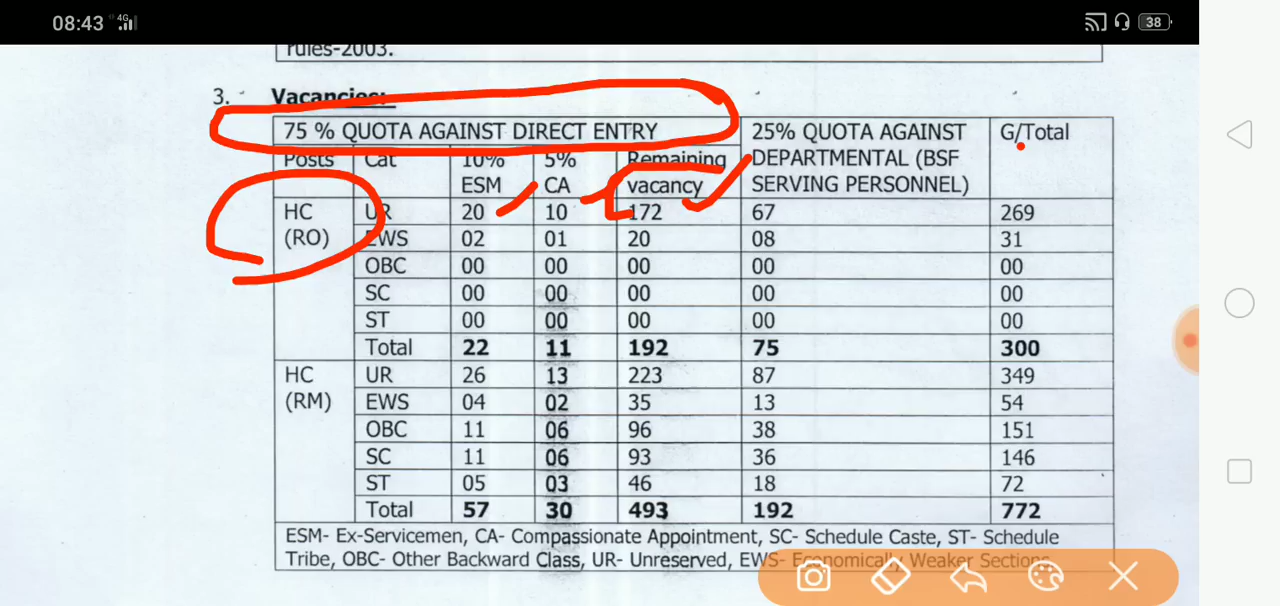 08:43 4G 38
rules-2003.
3. Vacancies:
75 % QUOTA AGAINST DIRECT ENTRY 25% QUOTA AGAINST DEPARTMENTAL (BSF SERVING PERSONNEL) G/Total
Posts Cat 10% ESM 5% CA Remaining vacancy
HC (RO) UR 20 10 172 67 269
EWS 02 01 20 08 31
OBC 00 00 00 00 00
SC 00 00 00 00 00
ST 00 00 00 00 00
Total 22 11 192 75 300
HC (RM) UR 26 13 223 87 349
EWS 04 02 35 13 54
OBC 11 06 96 38 151
SC 11 06 93 36 146
ST 05 03 46 18 72
Total 57 30 493 192 772
ESM- Ex-Servicemen, CA- Compassionate Appointment, SC- Schedule Caste, ST- Schedule
Tribe, OBC- Other Backward Class, UR- Unreserved, EWS- Economically Weaker Sections